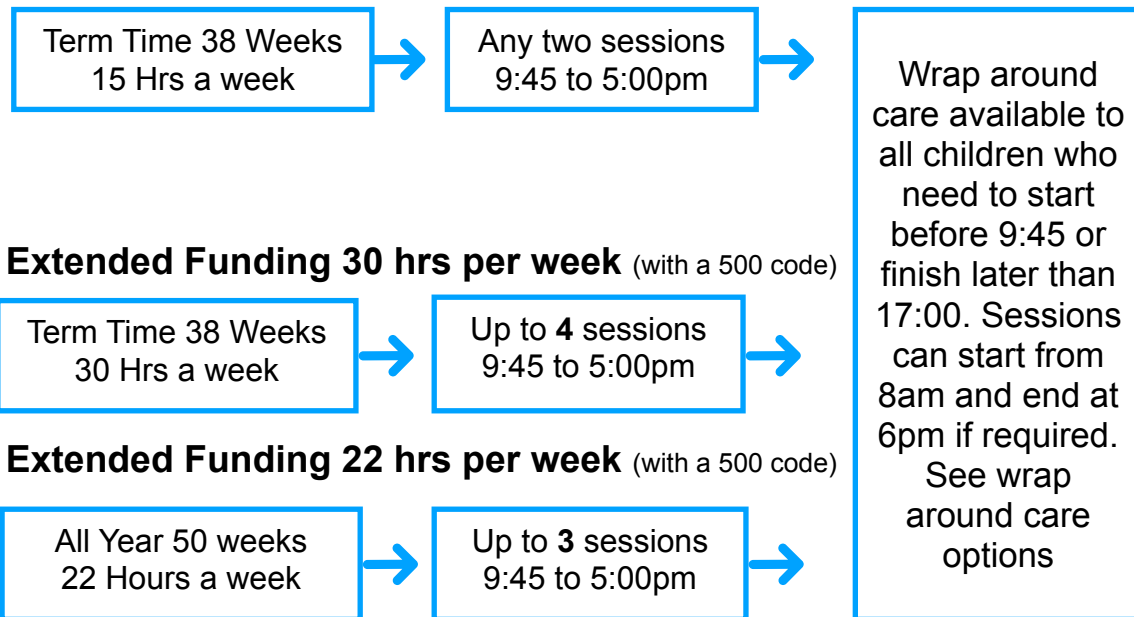 Term Time 38 Weeks
15 Hrs a week
Any two sessions
9:45 to 5:00pm
Extended Funding 30 hrs per week (with a 500 code)
Term Time 38 Weeks
30 Hrs a week
Up to 4 sessions
9:45 to 5:00pm
Extended Funding 22 hrs per week (with a 500 code)
All Year 50 weeks
22 Hours a week
Up to 3 sessions
9:45 to 5:00pm
Wrap around
care available to
all children who
need to start
before 9:45 or
finish later than
17:00. Sessions
can start from
8am and end at
6pm if required.
See wrap
around care
options